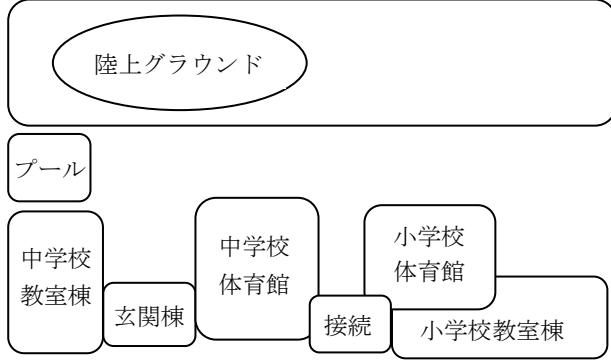 陸上グラウンド
プール
中学校
教室棟
玄関棟
中学校
体育館
接続
小学校
体育館
小学校教室棟